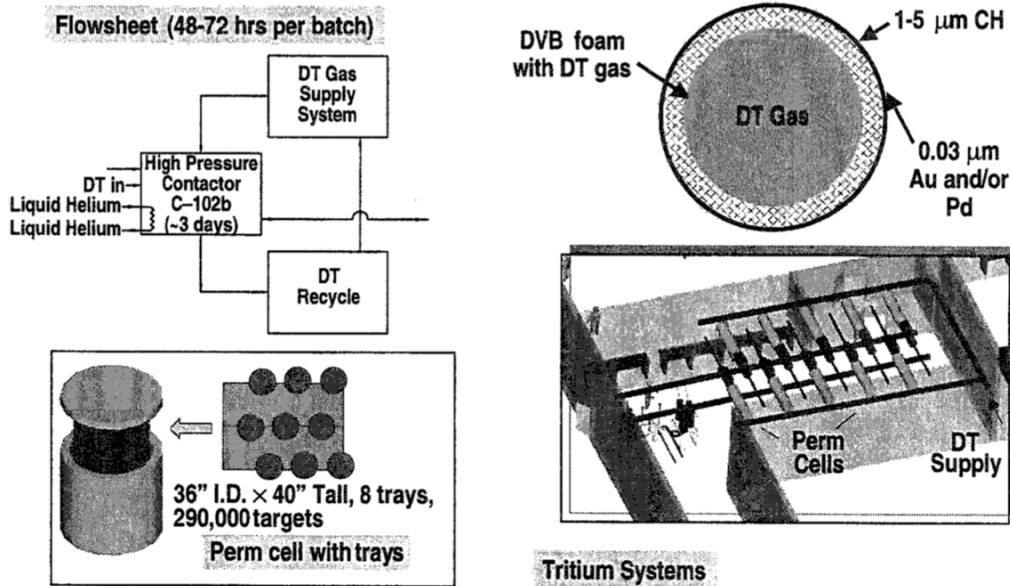 Flowsheet (48-72 hrs per batch)
DT Gas
Supply
System
High Pressure
Contactor
C–102b
(~3 days)
DT in
Liquid Helium
Liquid Helium
DT
Recycle
36” I.D. × 40” Tall, 8 trays,
290,000 targets
Perm cell with trays
1-5 μm CH
DVB foam
with DT gas
DT Gas
0.03 μm
Au and/or
Pd
Perm
Cells
DT
Supply
Tritium Systems